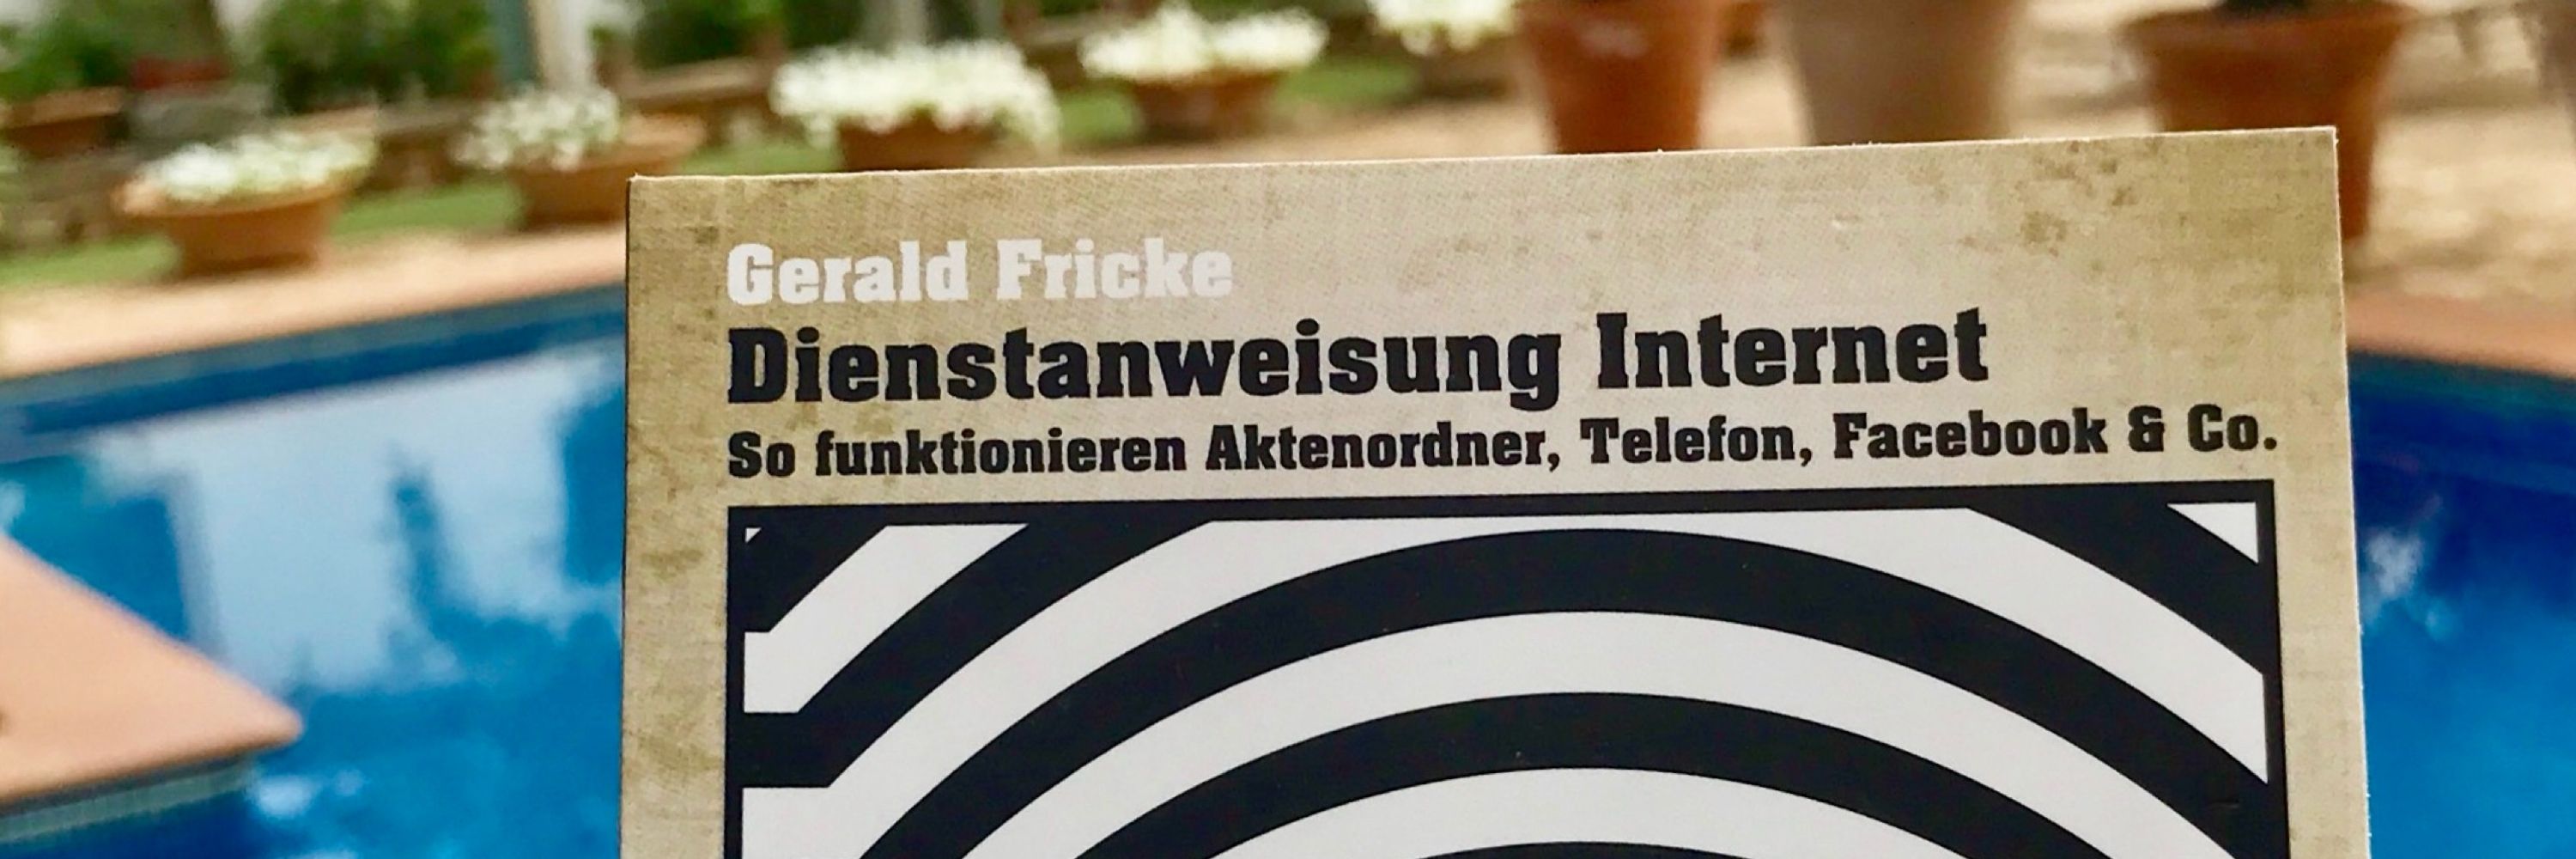 Gerald Fricke
Dienstanweisung Internet
So funktionieren Aktenordner, Telefon, Facebook & Co.